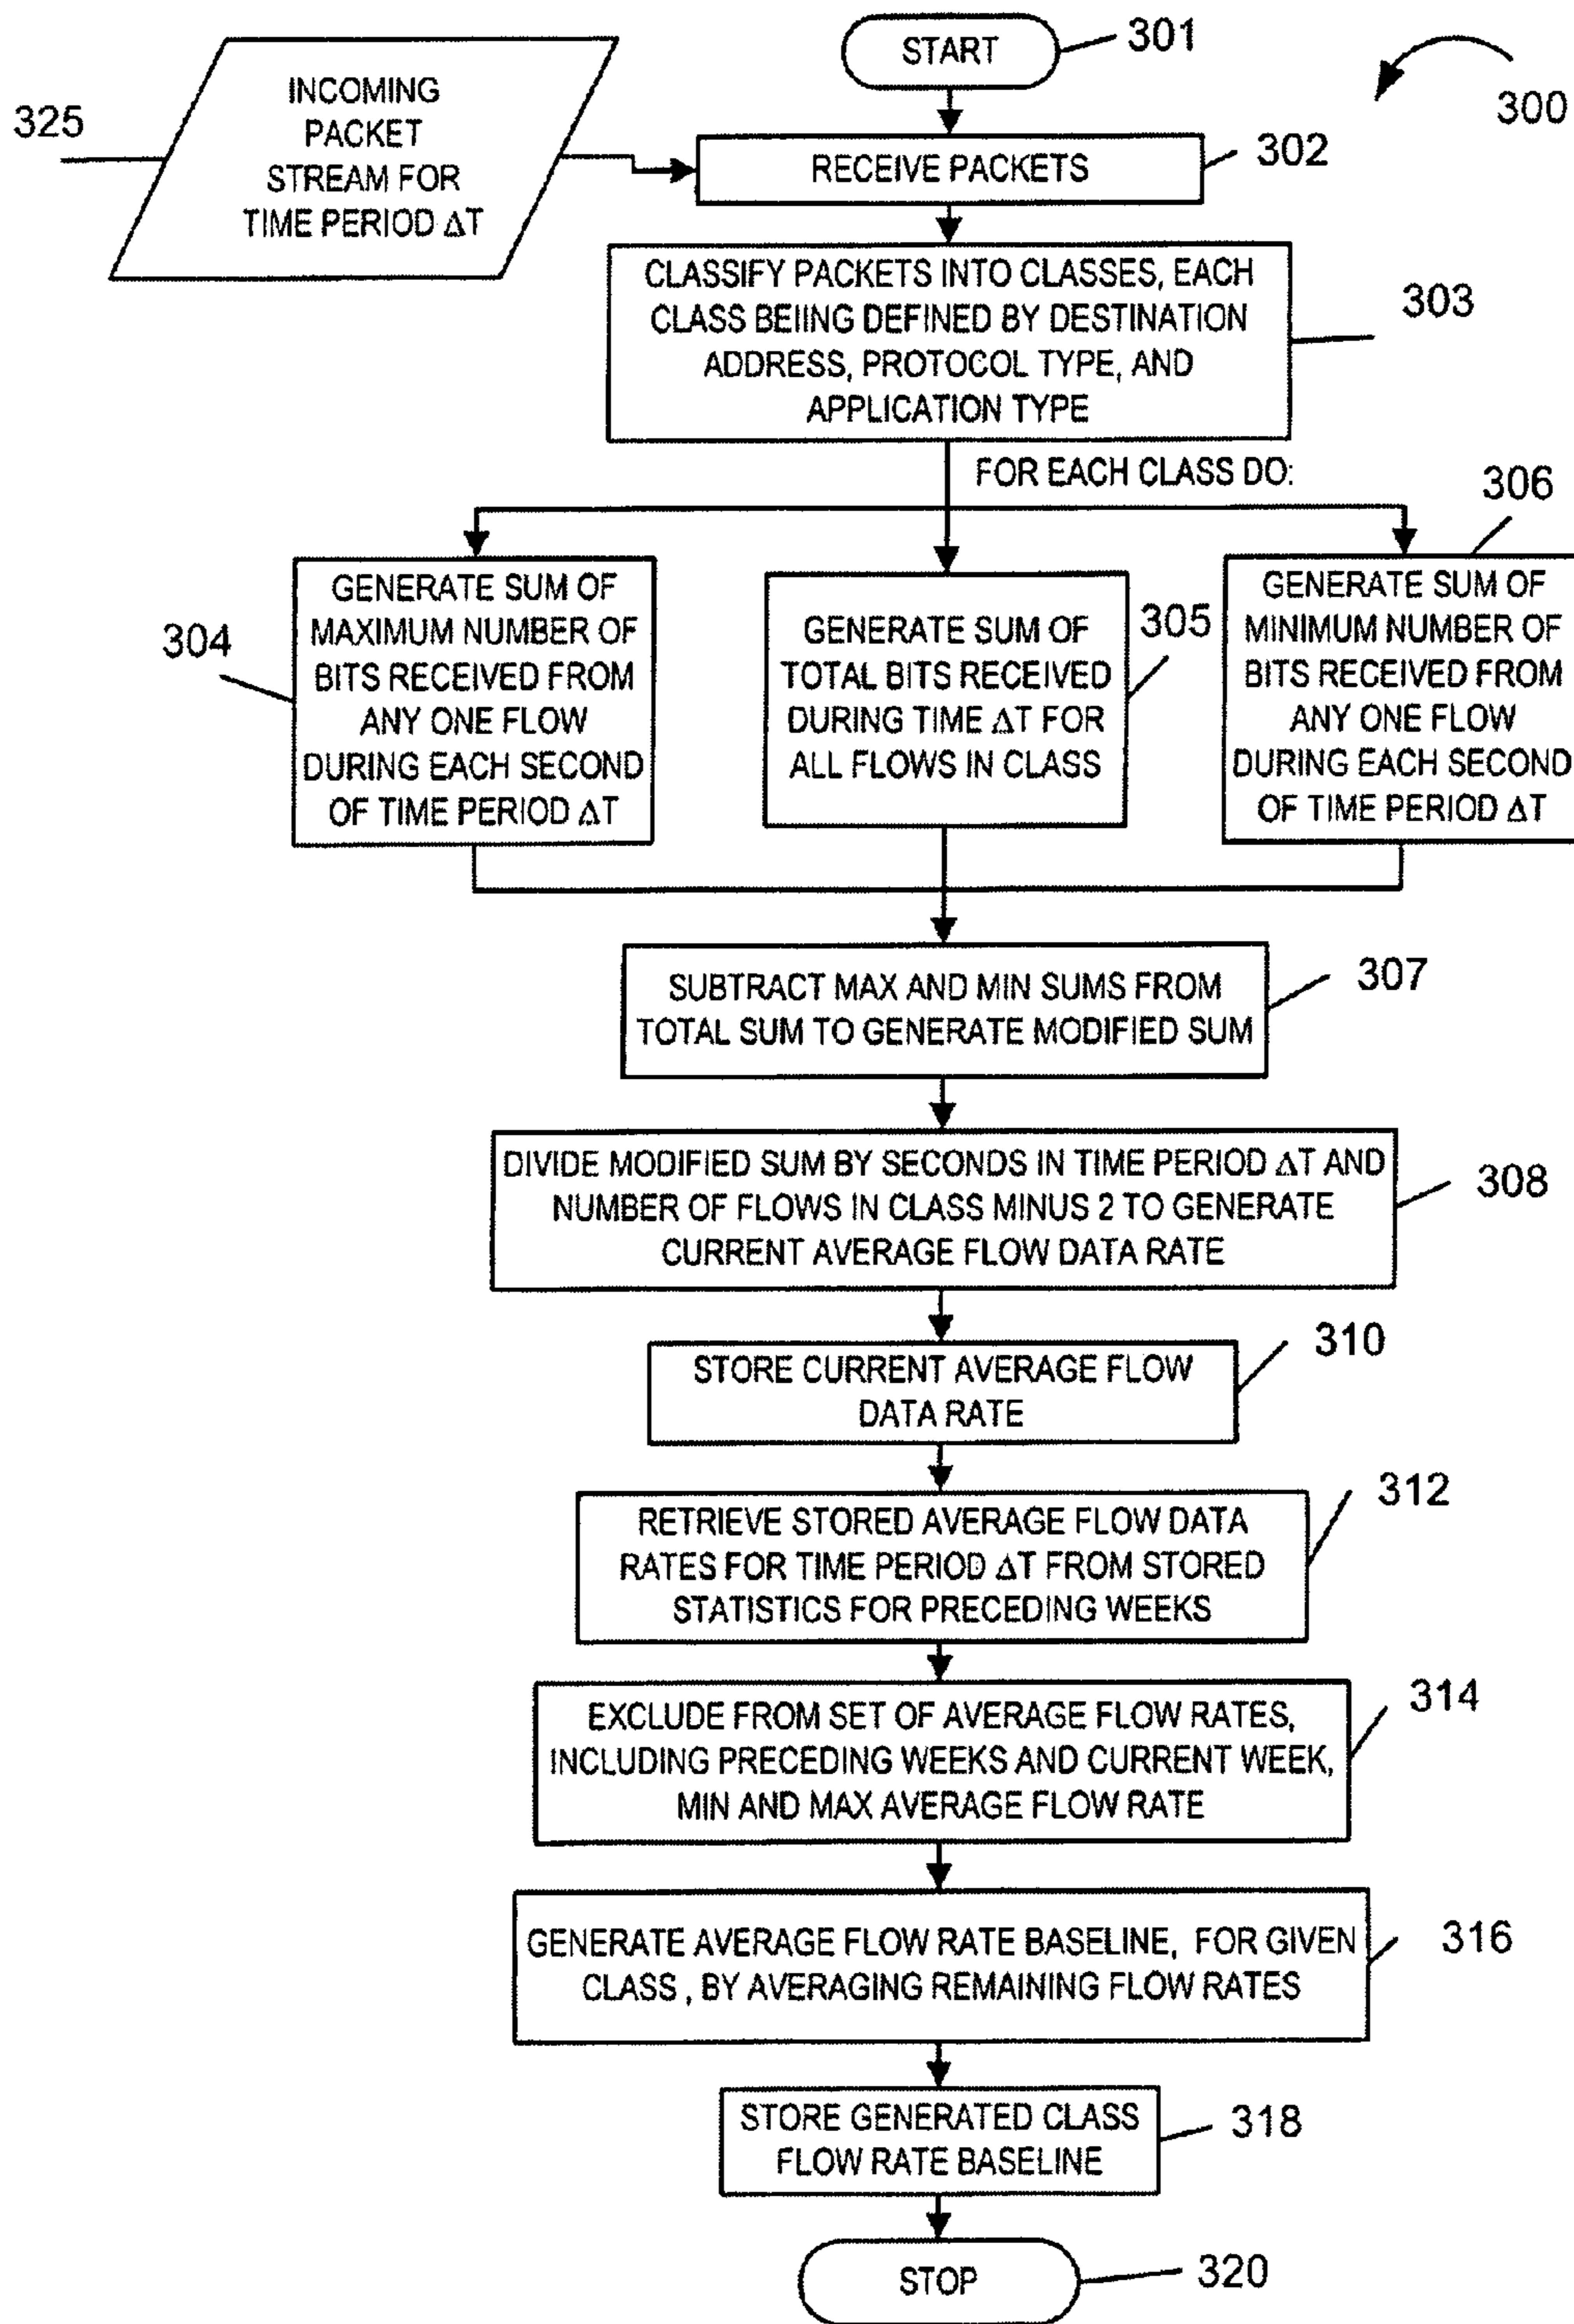 START
301
300
325
INCOMING
PACKET
STREAM FOR
TIME PERIOD ΔT
RECEIVE PACKETS
302
CLASSIFY PACKETS INTO CLASSES, EACH
CLASS BEIING DEFINED BY DESTINATION
ADDRESS, PROTOCOL TYPE, AND
APPLICATION TYPE
303
FOR EACH CLASS DO:
304
GENERATE SUM OF
MAXIMUM NUMBER OF
BITS RECEIVED FROM
ANY ONE FLOW
DURING EACH SECOND
OF TIME PERIOD ΔT
GENERATE SUM OF
TOTAL BITS RECEIVED
DURING TIME ΔT FOR
ALL FLOWS IN CLASS
305
306
GENERATE SUM OF
MINIMUM NUMBER OF
BITS RECEIVED FROM
ANY ONE FLOW
DURING EACH SECOND
OF TIME PERIOD ΔT
SUBTRACT MAX AND MIN SUMS FROM
TOTAL SUM TO GENERATE MODIFIED SUM
307
DIVIDE MODIFIED SUM BY SECONDS IN TIME PERIOD ΔT AND
NUMBER OF FLOWS IN CLASS MINUS 2 TO GENERATE
CURRENT AVERAGE FLOW DATA RATE
308
STORE CURRENT AVERAGE FLOW
DATA RATE
310
RETRIEVE STORED AVERAGE FLOW DATA
RATES FOR TIME PERIOD ΔT FROM STORED
STATISTICS FOR PRECEDING WEEKS
312
EXCLUDE FROM SET OF AVERAGE FLOW RATES,
INCLUDING PRECEDING WEEKS AND CURRENT WEEK,
MIN AND MAX AVERAGE FLOW RATE
314
GENERATE AVERAGE FLOW RATE BASELINE, FOR GIVEN
CLASS , BY AVERAGING REMAINING FLOW RATES
316
STORE GENERATED CLASS
FLOW RATE BASELINE
318
STOP
320